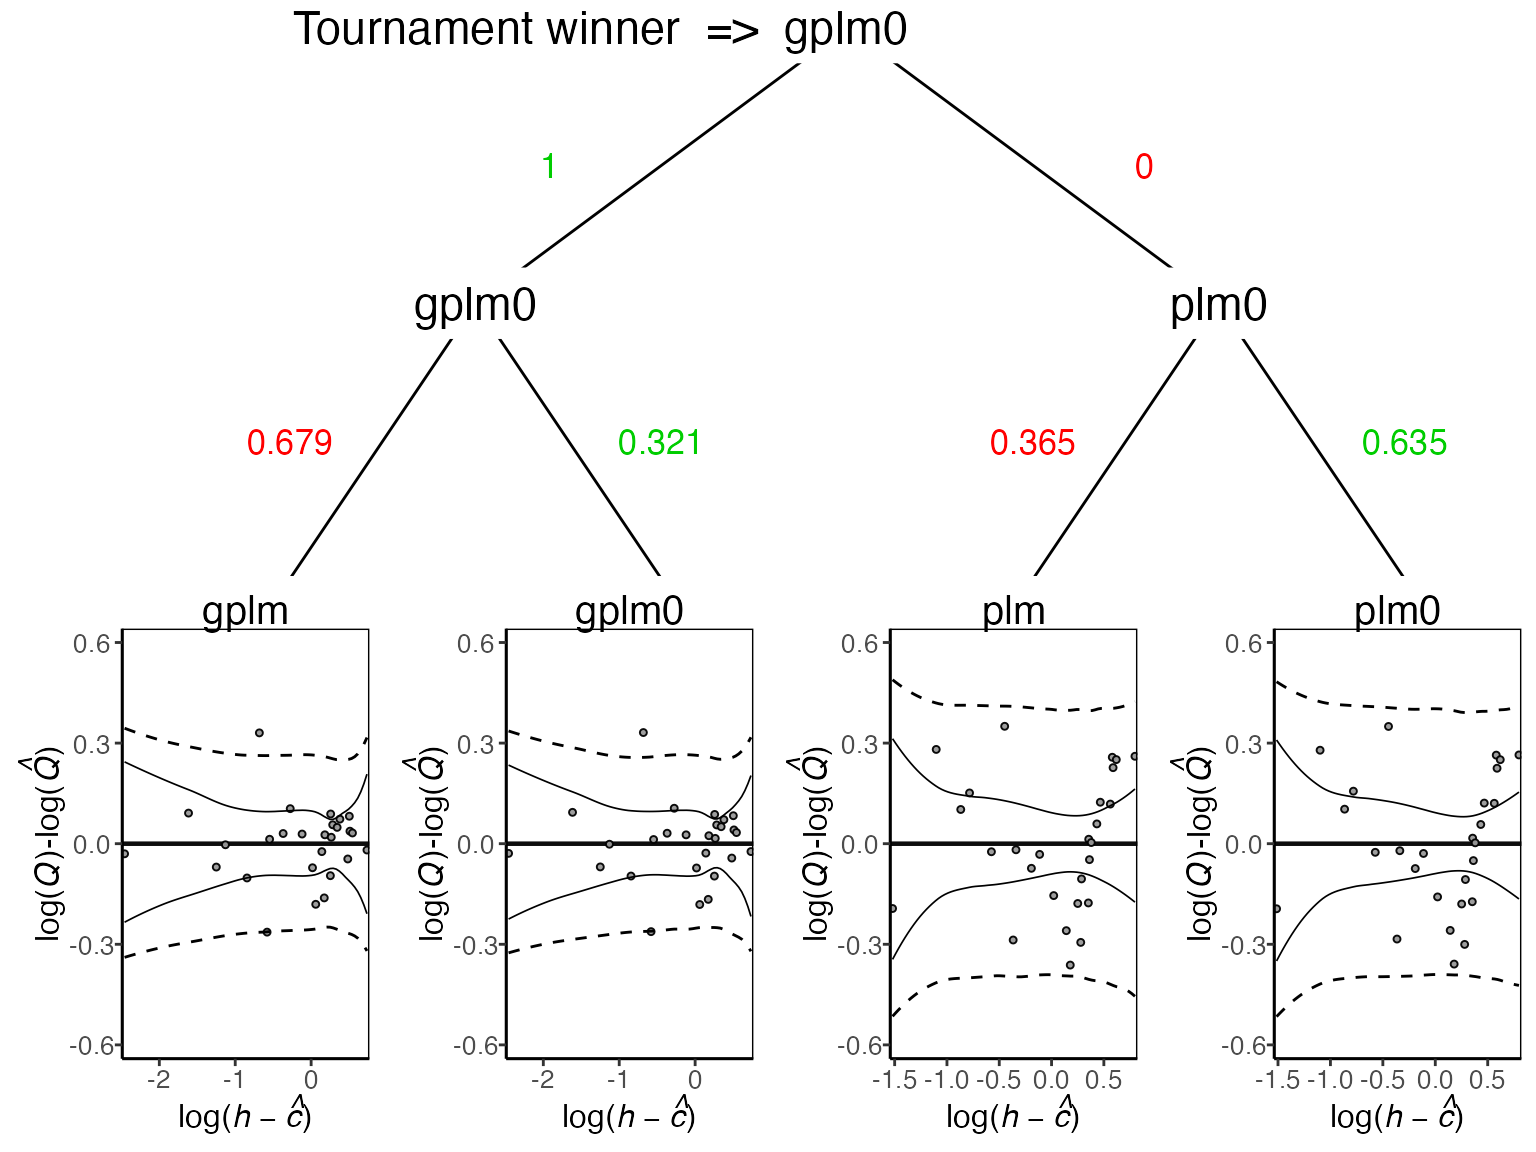 Tournament winner => gplm0
1 0
gplm0 plm0
0.679 0.321 0.365 0.635
gplm gplm0 plm plm0
0.6 0.6 0.6 0.6
0.3 0.3 0.3 0.3
0.0 0.0 0.0 0.0
-0.3 -0.3 -0.3 -0.3
-0.6 -0.6 -0.6 -0.6
log(Q)-log(Q̂) log(Q)-log(Q̂) log(Q)-log(Q̂) log(Q)-log(Q̂)
-2 -1 0 -2 -1 0 -1.5 -1.0 -0.5 0.0 0.5 -1.5 -1.0 -0.5 0.0 0.5
log(h − ĉ) log(h − ĉ) log(h − ĉ) log(h − ĉ)